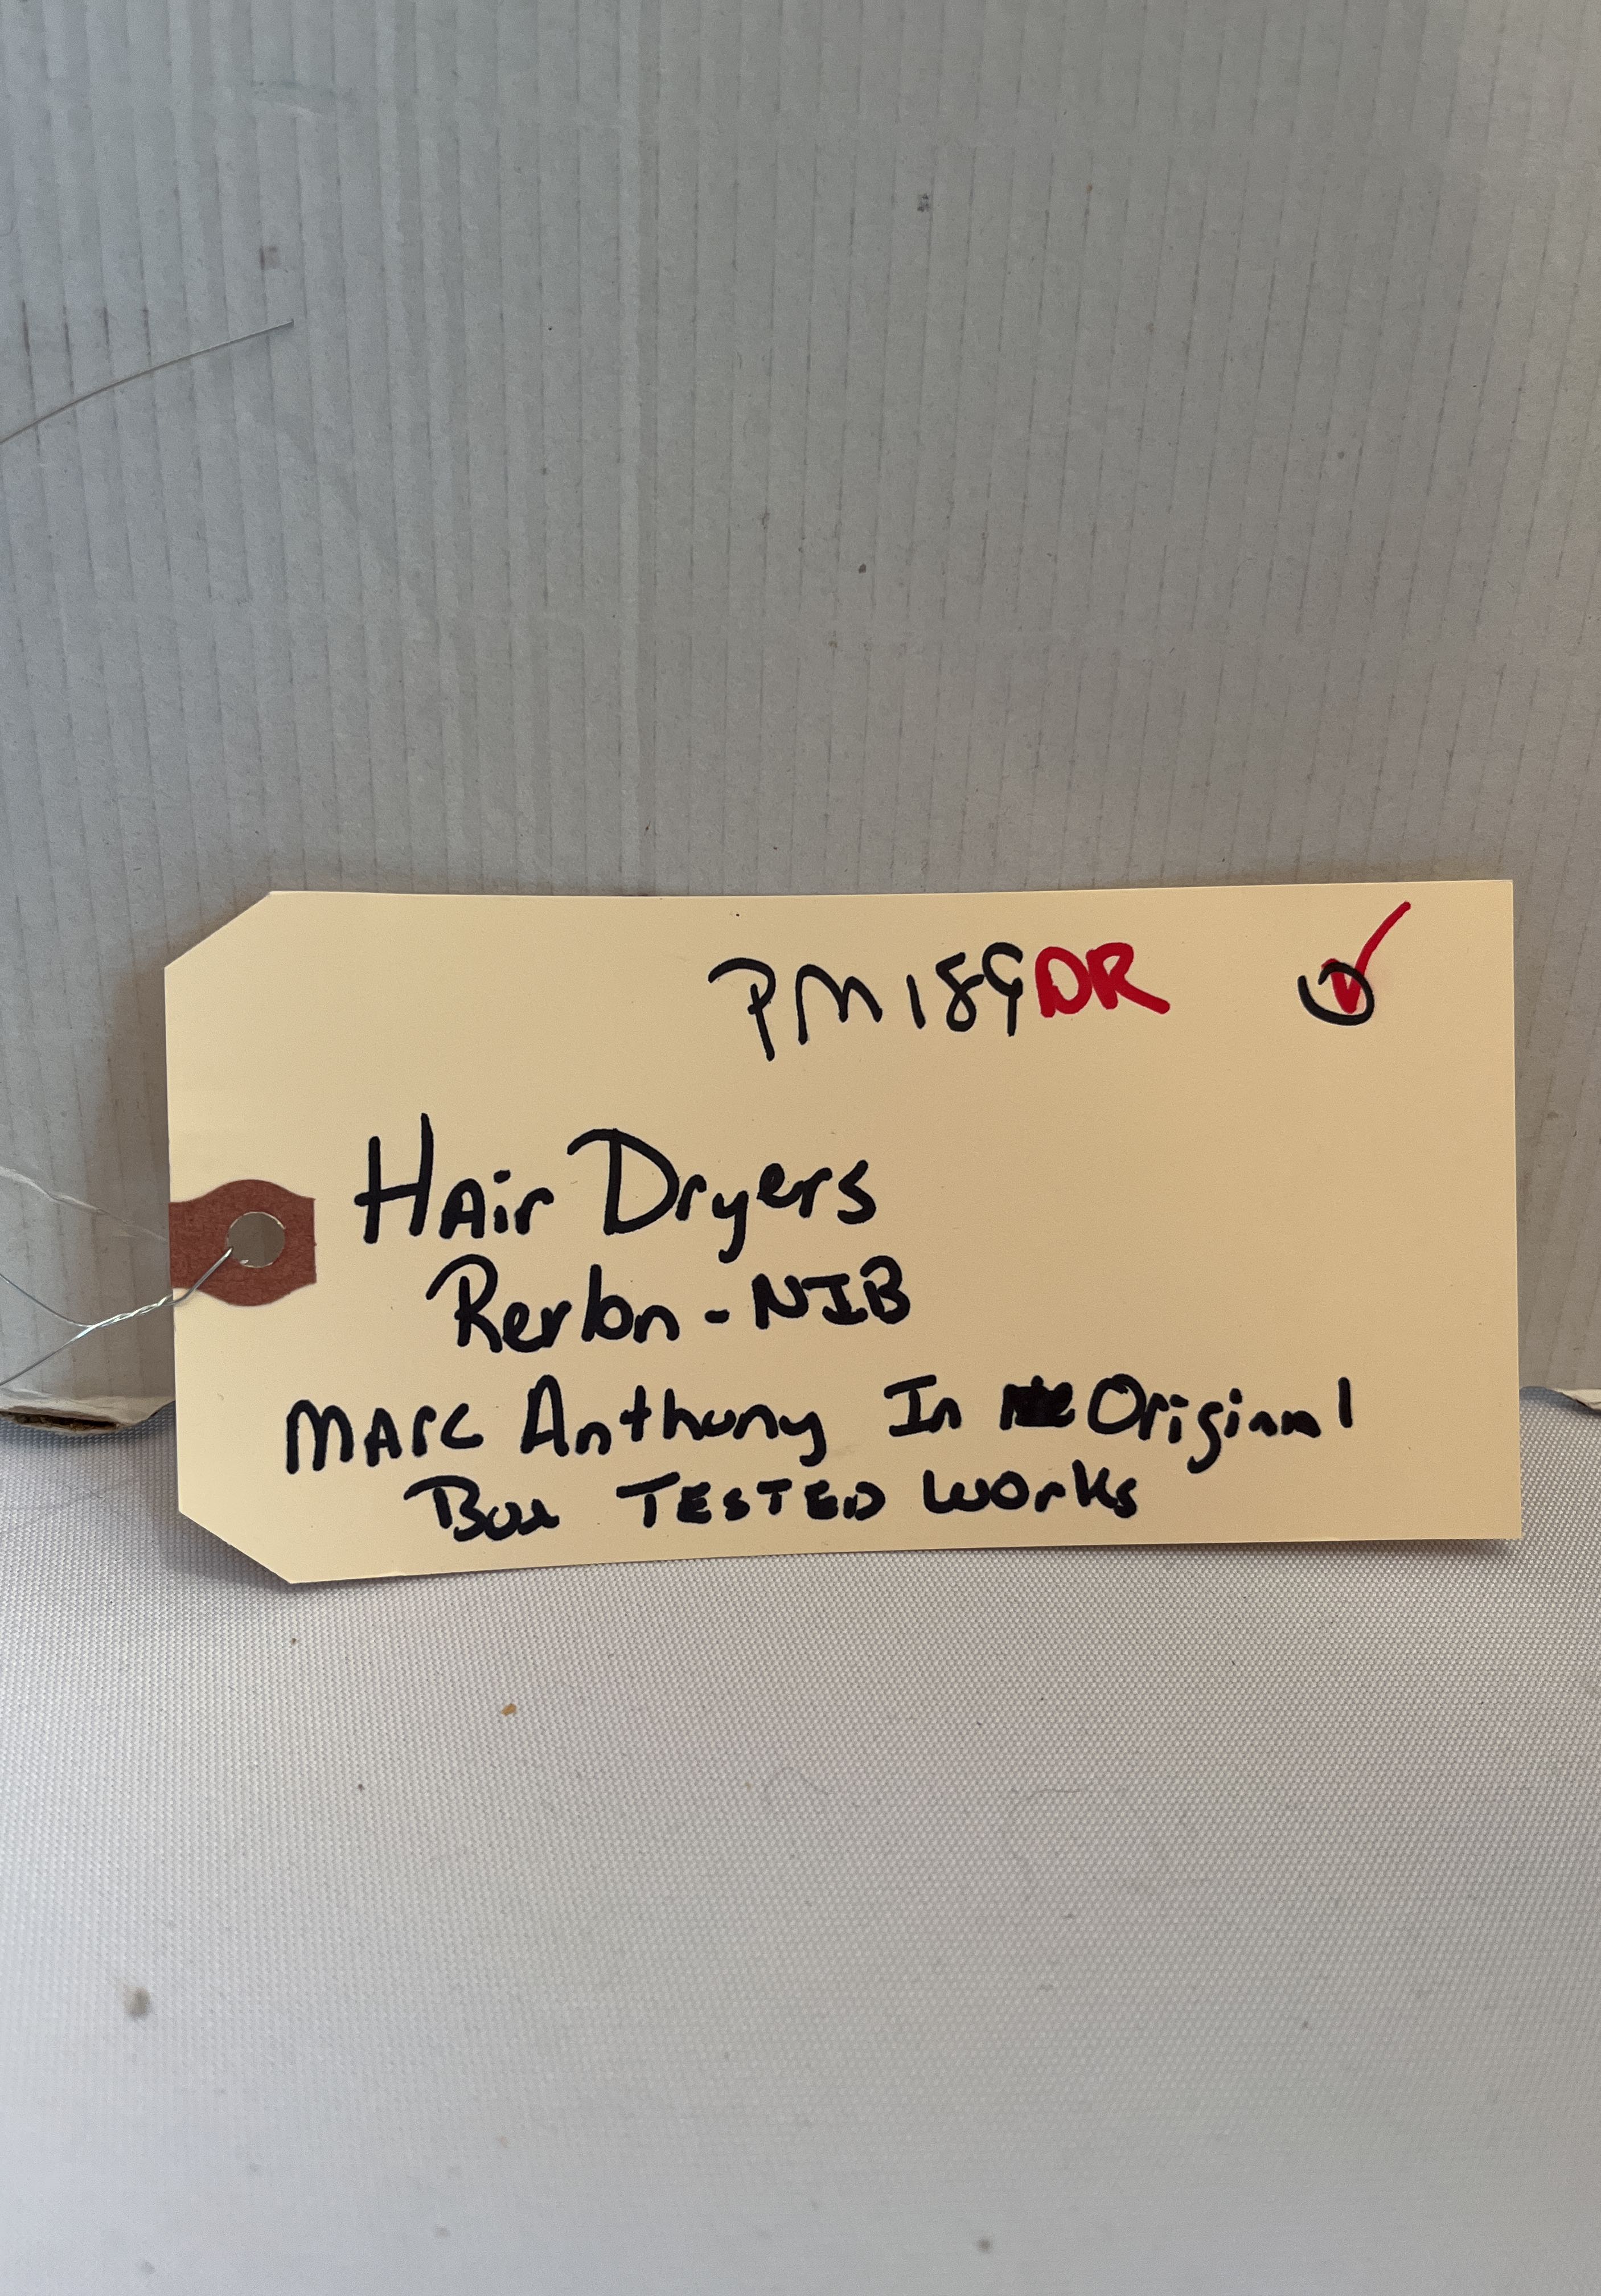 PM189DR
HAir Dryers
Revlon - NIB
MARC Anthony In Original
Box TESTED Works